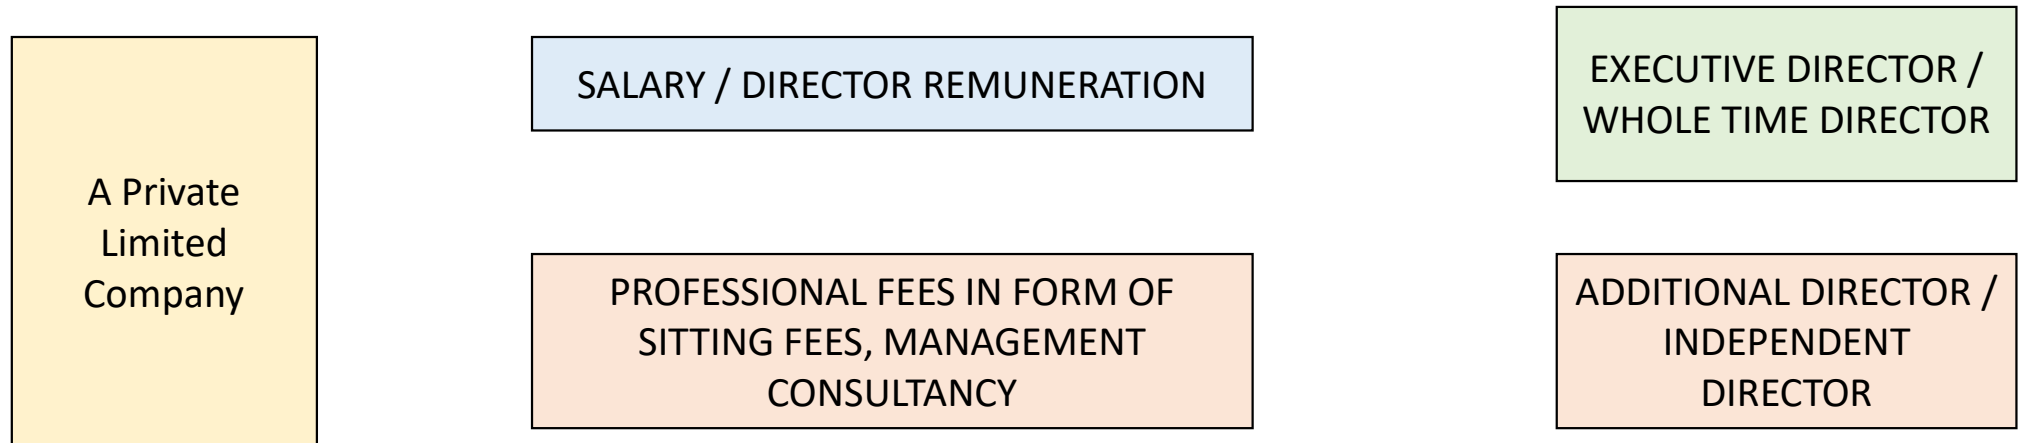 A Private
Limited
Company
SALARY / DIRECTOR REMUNERATION
EXECUTIVE DIRECTOR /
WHOLE TIME DIRECTOR
PROFESSIONAL FEES IN FORM OF
SITTING FEES, MANAGEMENT
CONSULTANCY
ADDITIONAL DIRECTOR /
INDEPENDENT
DIRECTOR